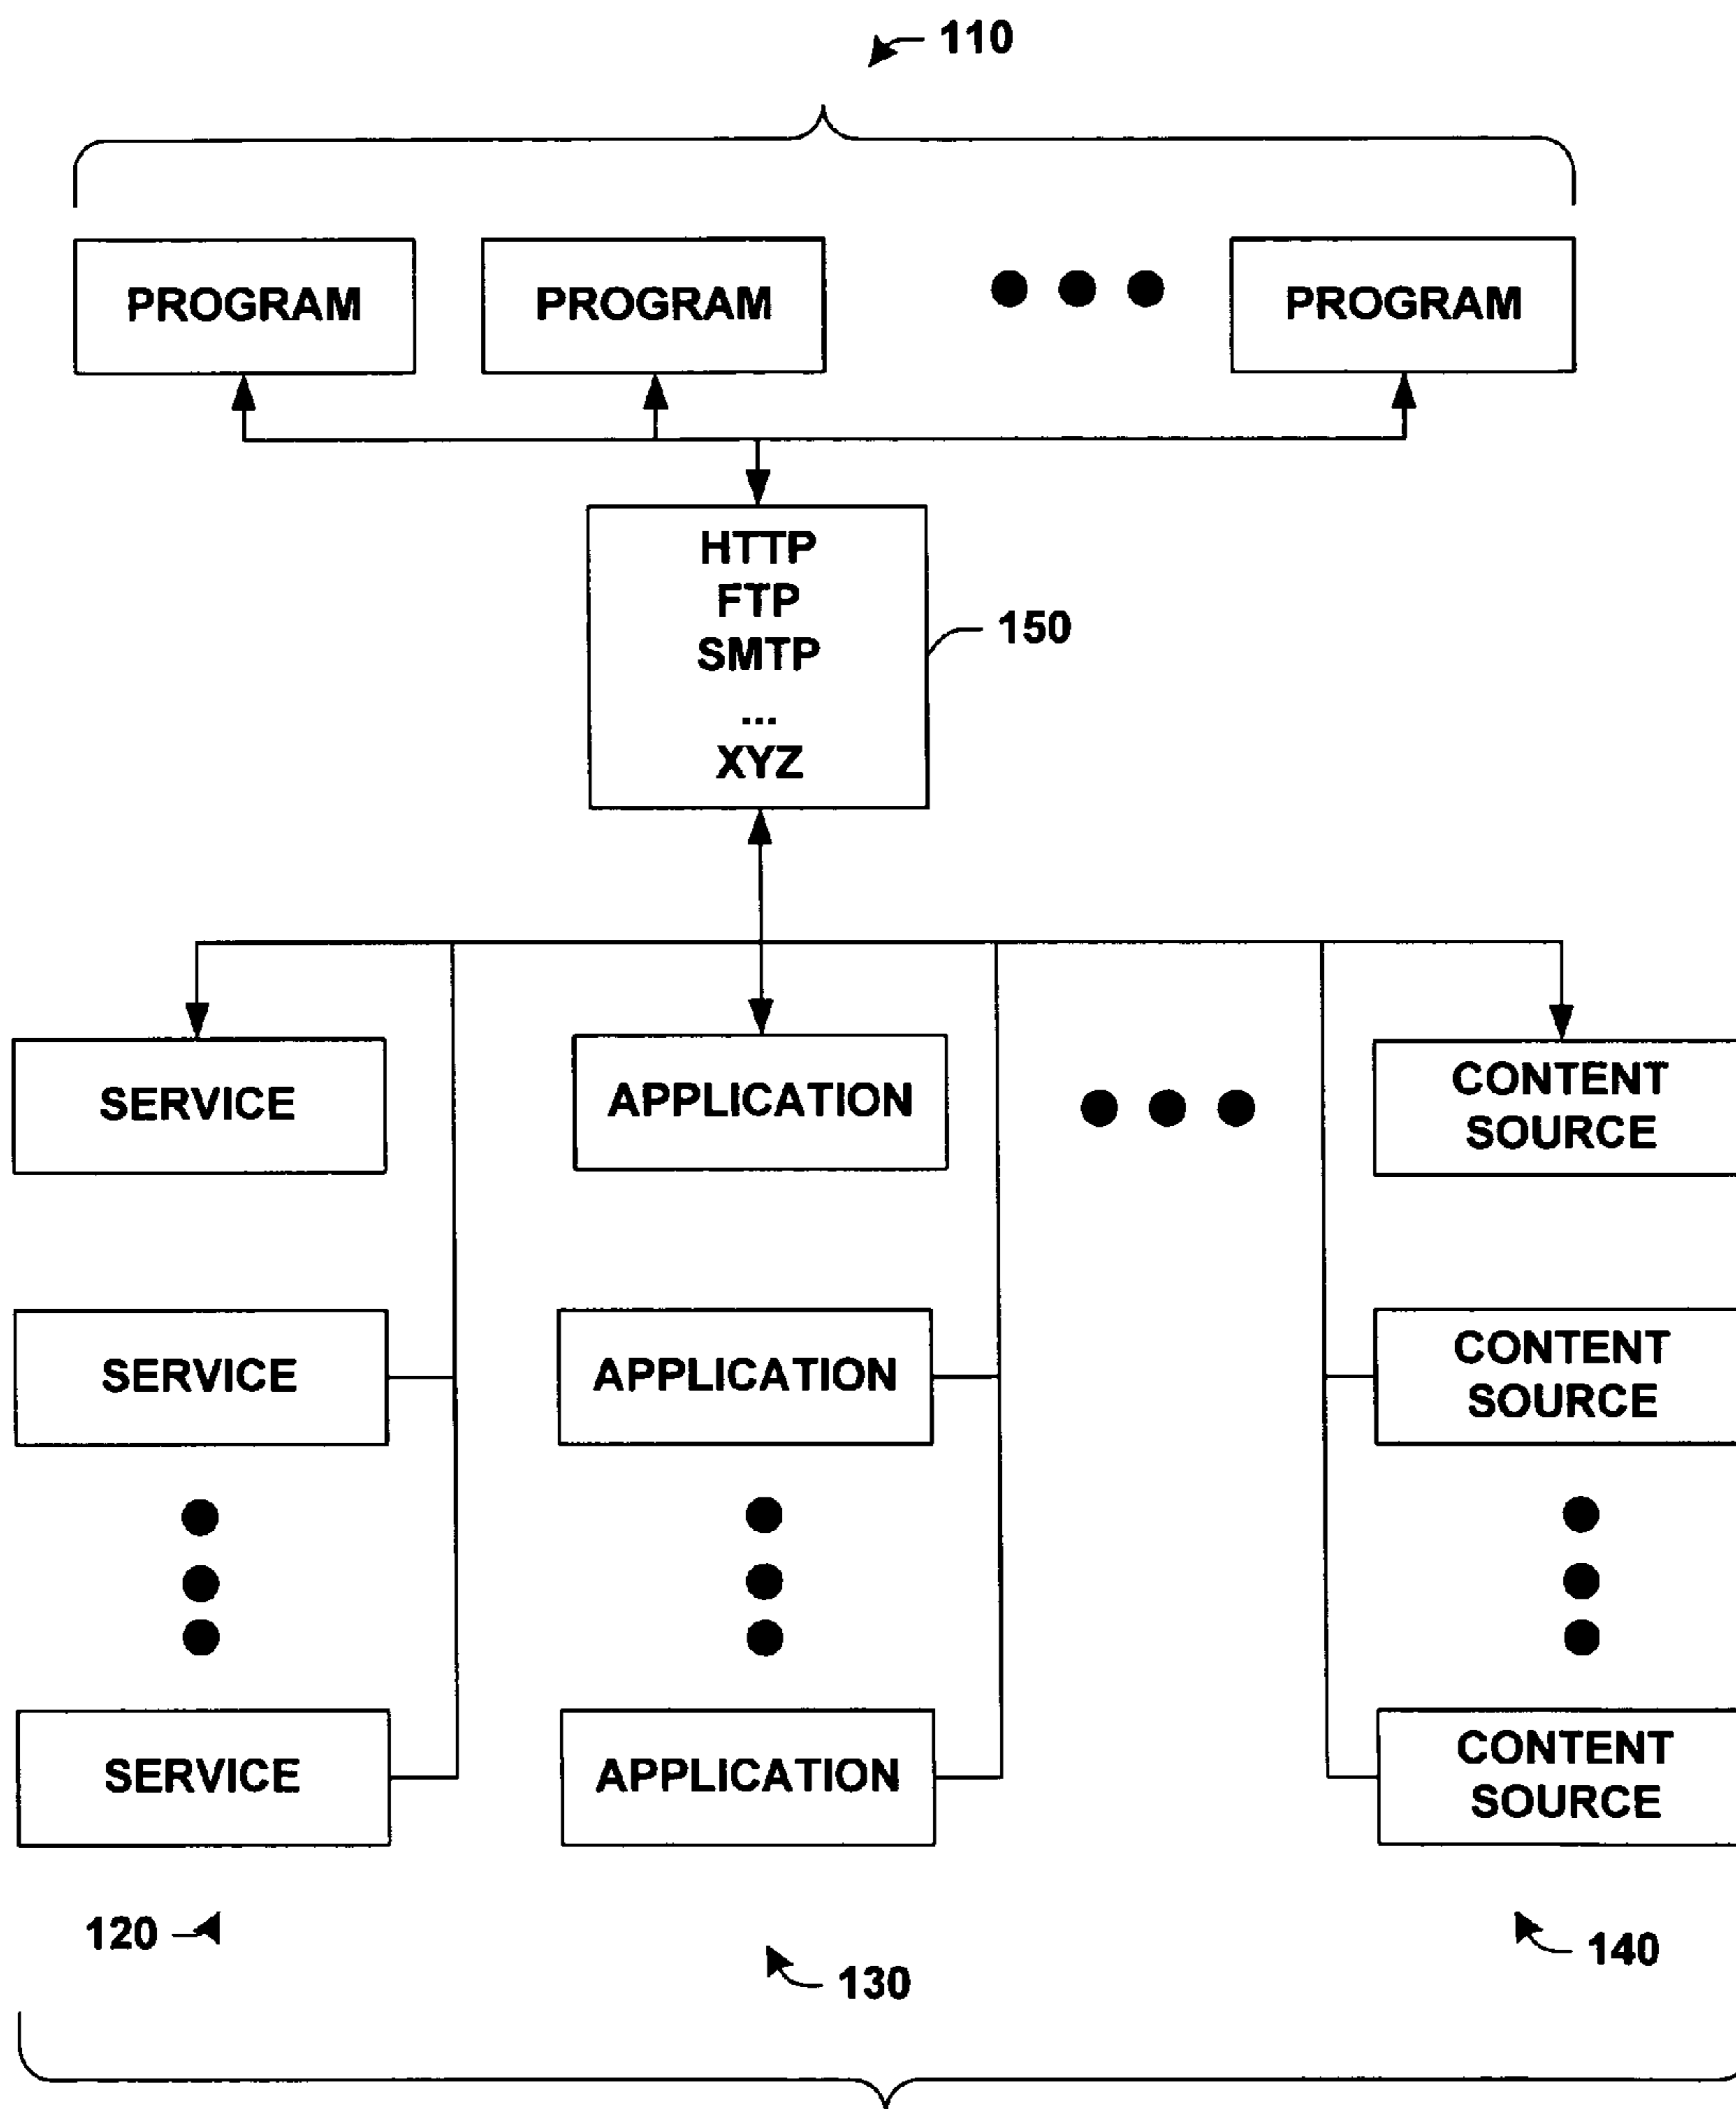 110
PROGRAM
PROGRAM
PROGRAM
HTTP
FTP
SMTP
...
XYZ
150
SERVICE
APPLICATION
CONTENT
SOURCE
SERVICE
APPLICATION
CONTENT
SOURCE
SERVICE
APPLICATION
CONTENT
SOURCE
120
130
140